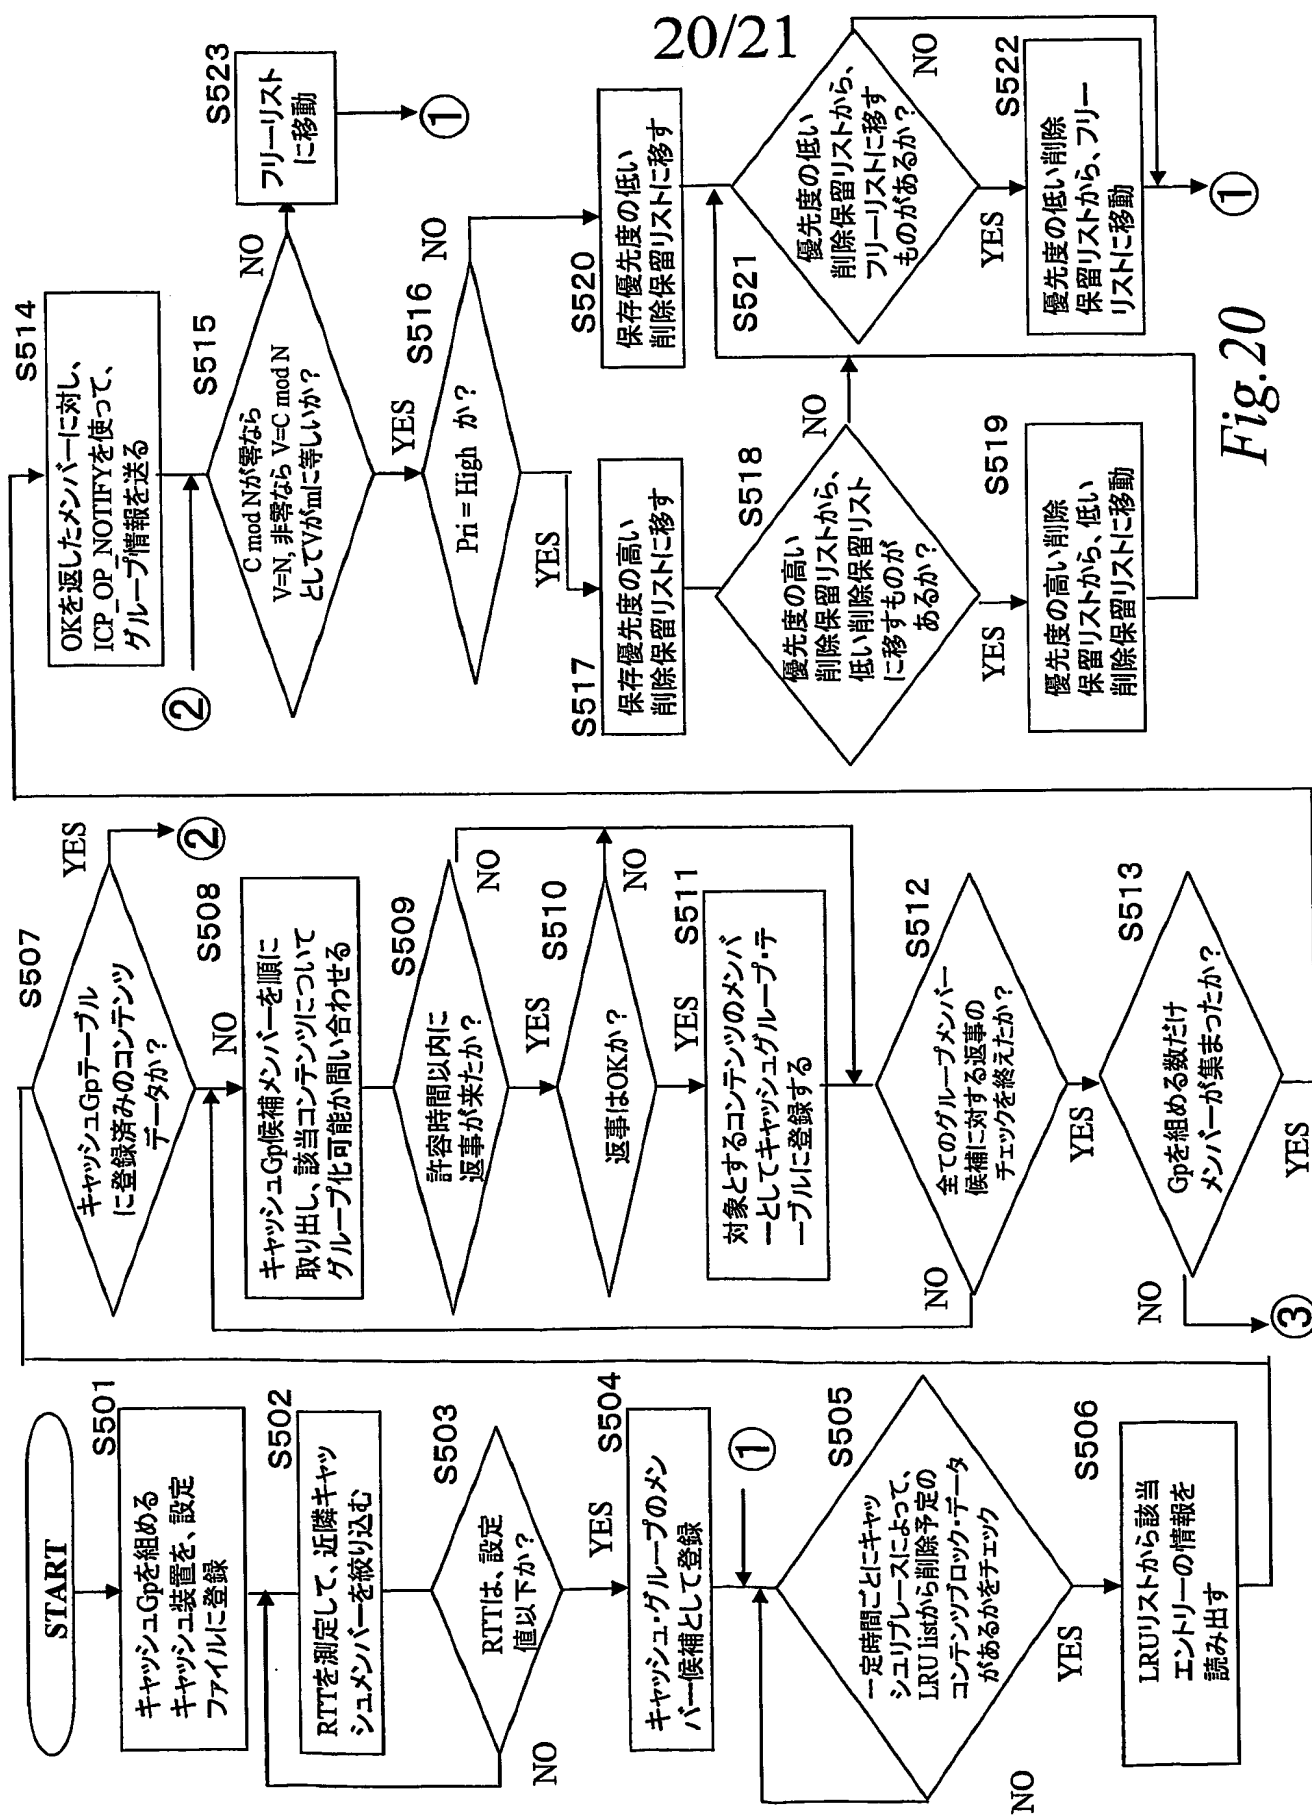 20/21
START
S501
キャッシュGpを組める
キャッシュ装置を、設定
ファイルに登録
S502
RTTを測定して、近隣キャッ
シュメンバーを絞り込む
S503
RTTは、設定
値以下か?
NO
YES
S504
キャッシュ・グループのメン
バー候補として登録
①
S505
一定時間ごとにキャッ
シュリプレースによって、
LRU listから削除予定の
コンテンツブロック・データ
があるかをチェック
NO
YES
S506
LRUリストから該当
エントリーの情報を
読み出す
S507
キャッシュGpテーブル
に登録済みのコンテンツ
データか?
YES
②
NO
S508
キャッシュGp候補メンバーを順に
取り出し、該当コンテンツについて
グループ化可能か問い合わせる
S509
許容時間以内に
返事が来たか?
NO
YES
S510
返事はOKか?
NO
YES
S511
対象とするコンテンツのメンバ
ーとしてキャッシュグループ・テ
ーブルに登録する
S512
全てのグループメンバー
候補に対する返事の
チェックを終えたか?
NO
YES
S513
Gpを組める数だけ
メンバーが集まったか?
NO
③
YES
S514
OKを返したメンバーに対し、
ICP_OP_NOTIFYを使って、
グループ情報を送る
②
S515
C mod Nが零なら
V=N, 非零なら V=C mod N
としてVがmに等しいか?
NO
S523
フリーリスト
に移動
①
YES
S516
Pri = High か?
NO
YES
S517
保存優先度の高い
削除保留リストに移す
S518
優先度の高い
削除保留リストから、
低い削除保留リスト
に移すものが
あるか?
NO
YES
S519
優先度の高い削除
保留リストから、低い
削除保留リストに移動
S520
保存優先度の低い
削除保留リストに移す
S521
優先度の低い
削除保留リストから、
フリーリストに移す
ものがあるか?
NO
YES
S522
優先度の低い削除
保留リストから、フリー
リストに移動
①
Fig.20